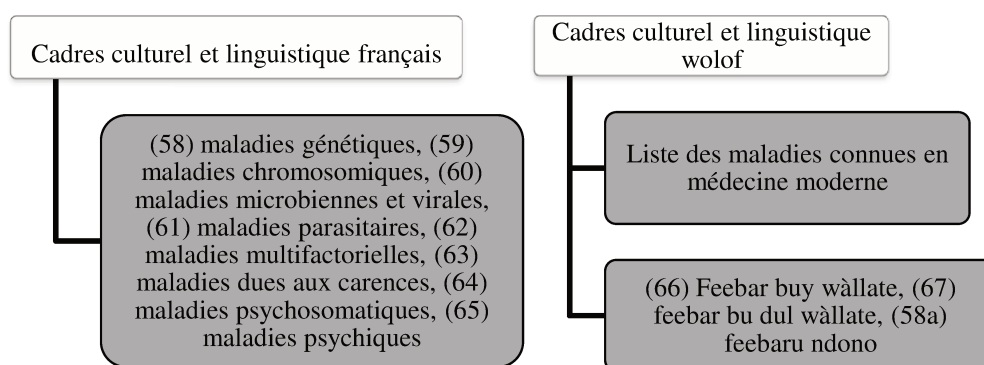 Cadres culturel et linguistique français
(58) maladies génétiques, (59)
maladies chromosomiques, (60)
maladies microbiennes et virales,
(61) maladies parasitaires, (62)
maladies multifactorielles, (63)
maladies dues aux carences, (64)
maladies psychosomatiques, (65)
maladies psychiques
Cadres culturel et linguistique
wolof
Liste des maladies connues en
médecine moderne
(66) Feebar buy wàllate, (67)
feebar bu dul wàllate, (58a)
feebaru ndono